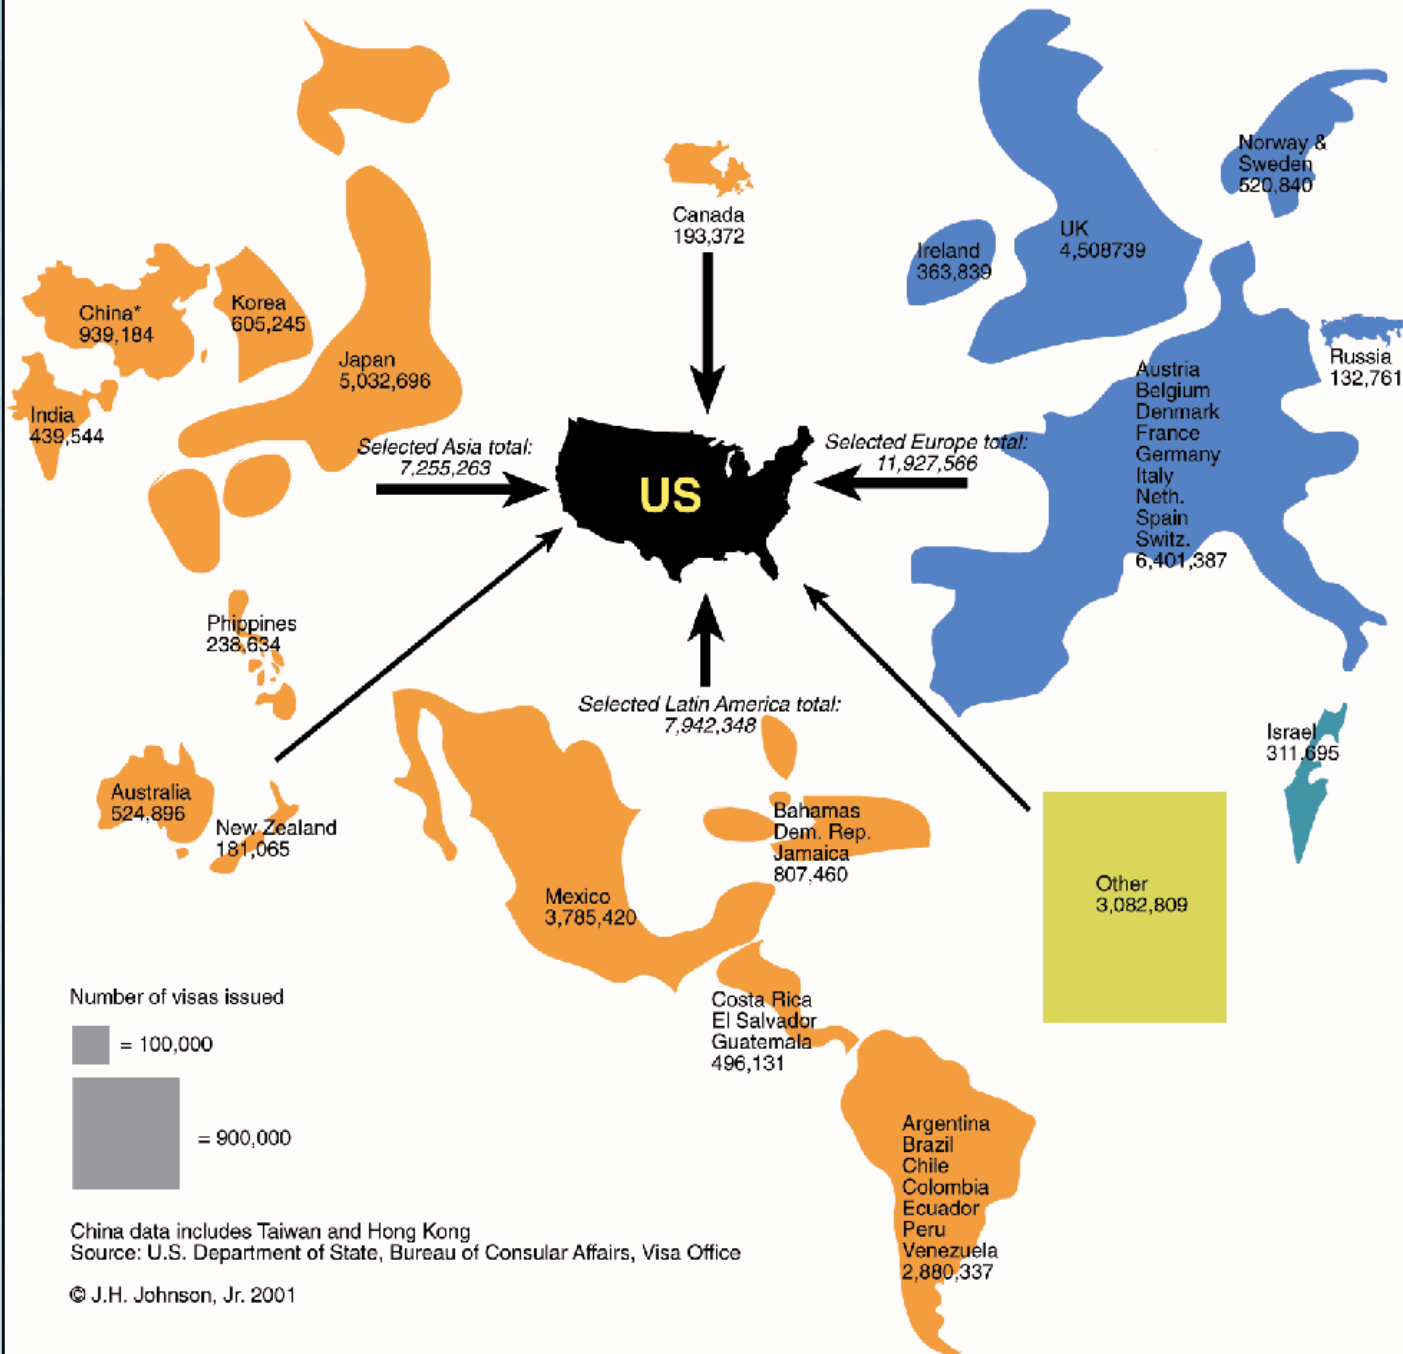 Canada
193,372
Norway &
Sweden
520,840
UK
4,508739
Ireland
363,839
China*
939,184
Korea
605,245
Japan
5,032,696
India
439,544
Russia
132,761
Austria
Belgium
Denmark
France
Germany
Italy
Neth.
Spain
Switz.
6,401,387
Selected Asia total:
7,255,263
US
Selected Europe total:
11,927,566
Phippines
238,634
Selected Latin America total:
7,942,348
Israel
311,695
Australia
524,896
New Zealand
181,065
Bahamas
Dem. Rep.
Jamaica
807,460
Mexico
3,785,420
Other
3,082,809
Costa Rica
El Salvador
Guatemala
496,131
Number of visas issued
= 100,000
= 900,000
Argentina
Brazil
Chile
Colombia
Ecuador
Peru
Venezuela
2,880,337
China data includes Taiwan and Hong Kong
Source: U.S. Department of State, Bureau of Consular Affairs, Visa Office
© J.H. Johnson, Jr. 2001